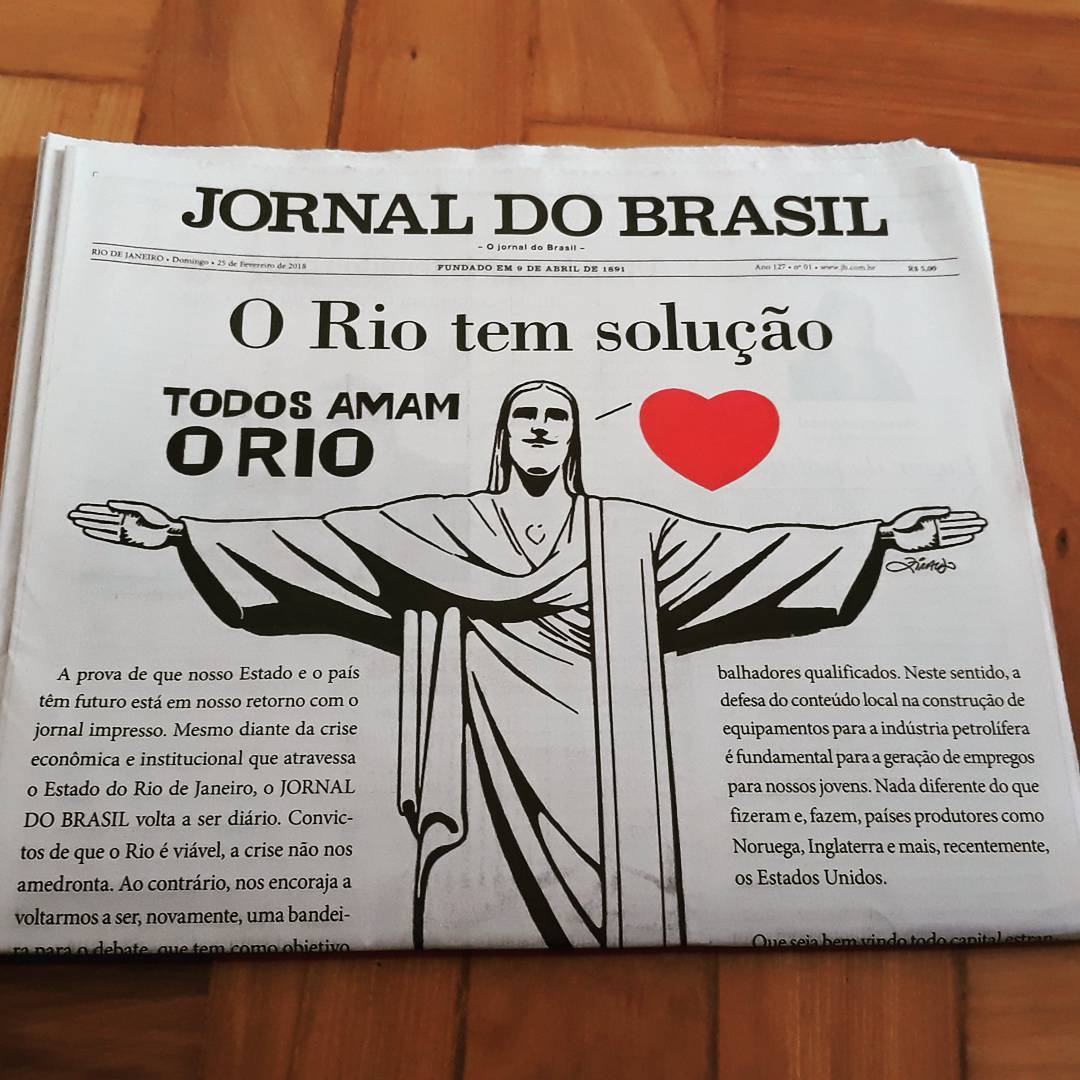 JORNAL DO BRASIL
– O jornal do Brasil –
RIO DE JANEIRO • Domingo • 25 de Fevereiro de 2018
FUNDADO EM 9 DE ABRIL DE 1891
Ano 127 • nº 01 • www.jb.com.br
R$ 5,00
O Rio tem solução
TODOS AMAM
O RIO
A prova de que nosso Estado e o país
têm futuro está em nosso retorno com o
jornal impresso. Mesmo diante da crise
econômica e institucional que atravessa
o Estado do Rio de Janeiro, o JORNAL
DO BRASIL volta a ser diário. Convic-
tos de que o Rio é viável, a crise não nos
amedronta. Ao contrário, nos encoraja a
voltarmos a ser, novamente, uma bandei-
ra para o debate, que tem como objetivo
balhadores qualificados. Neste sentido, a
defesa do conteúdo local na construção de
equipamentos para a indústria petrolífera
é fundamental para a geração de empregos
para nossos jovens. Nada diferente do que
fizeram e, fazem, países produtores como
Noruega, Inglaterra e mais, recentemente,
os Estados Unidos.
Que seja bem vindo todo capital estran